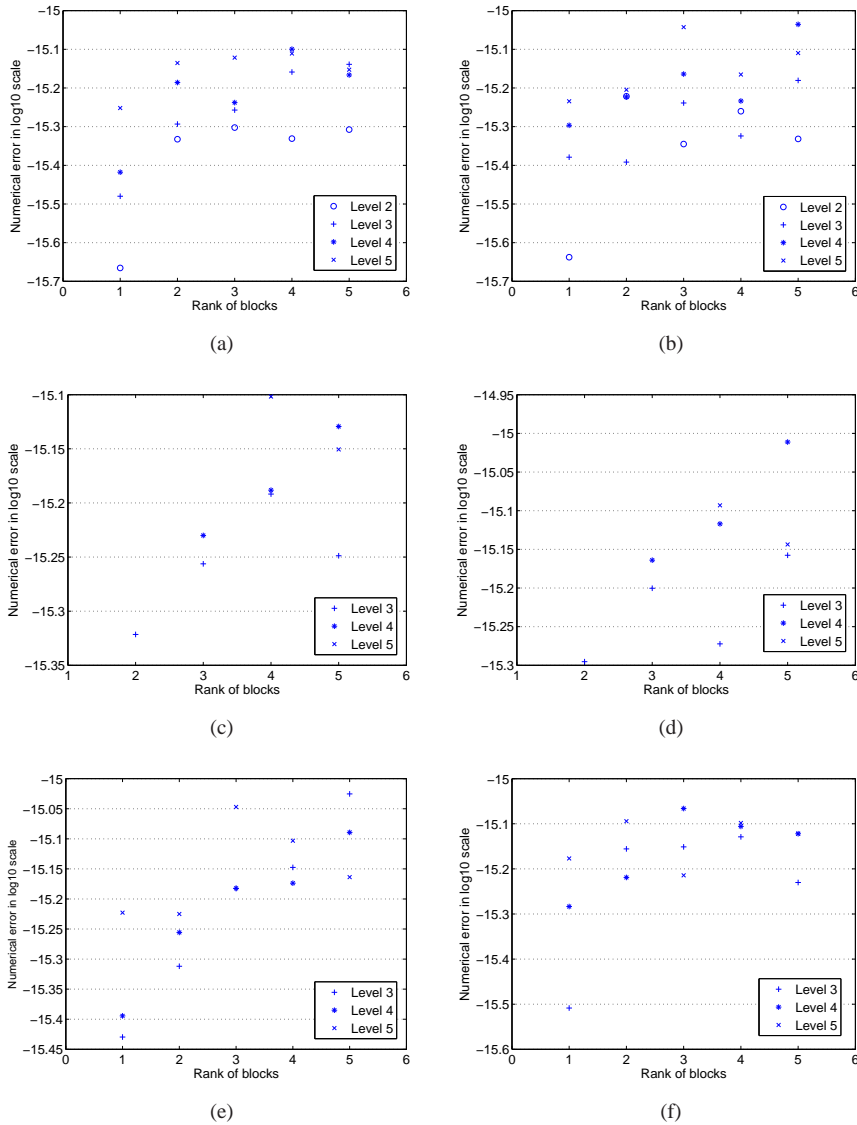 −15
−15.1
−15.2
−15.3
−15.4
−15.5
−15.6
−15.7
0 1 2 3 4 5 6
Rank of blocks
Numerical error in log10 scale
Level 2
Level 3
Level 4
Level 5
(a)
−15
−15.1
−15.2
−15.3
−15.4
−15.5
−15.6
−15.7
0 1 2 3 4 5 6
Rank of blocks
Numerical error in log10 scale
Level 2
Level 3
Level 4
Level 5
(b)
−15.1
−15.15
−15.2
−15.25
−15.3
−15.35
1 2 3 4 5 6
Rank of blocks
Numerical error in log10 scale
Level 3
Level 4
Level 5
(c)
−14.95
−15
−15.05
−15.1
−15.15
−15.2
−15.25
−15.3
1 2 3 4 5 6
Rank of blocks
Numerical error in log10 scale
Level 3
Level 4
Level 5
(d)
−15
−15.05
−15.1
−15.15
−15.2
−15.25
−15.3
−15.35
−15.4
−15.45
0 1 2 3 4 5 6
Rank of blocks
Numerical error in log10 scale
Level 3
Level 4
Level 5
(e)
−15
−15.1
−15.2
−15.3
−15.4
−15.5
−15.6
0 1 2 3 4 5 6
Rank of blocks
Numerical error in log10 scale
Level 3
Level 4
Level 5
(f)